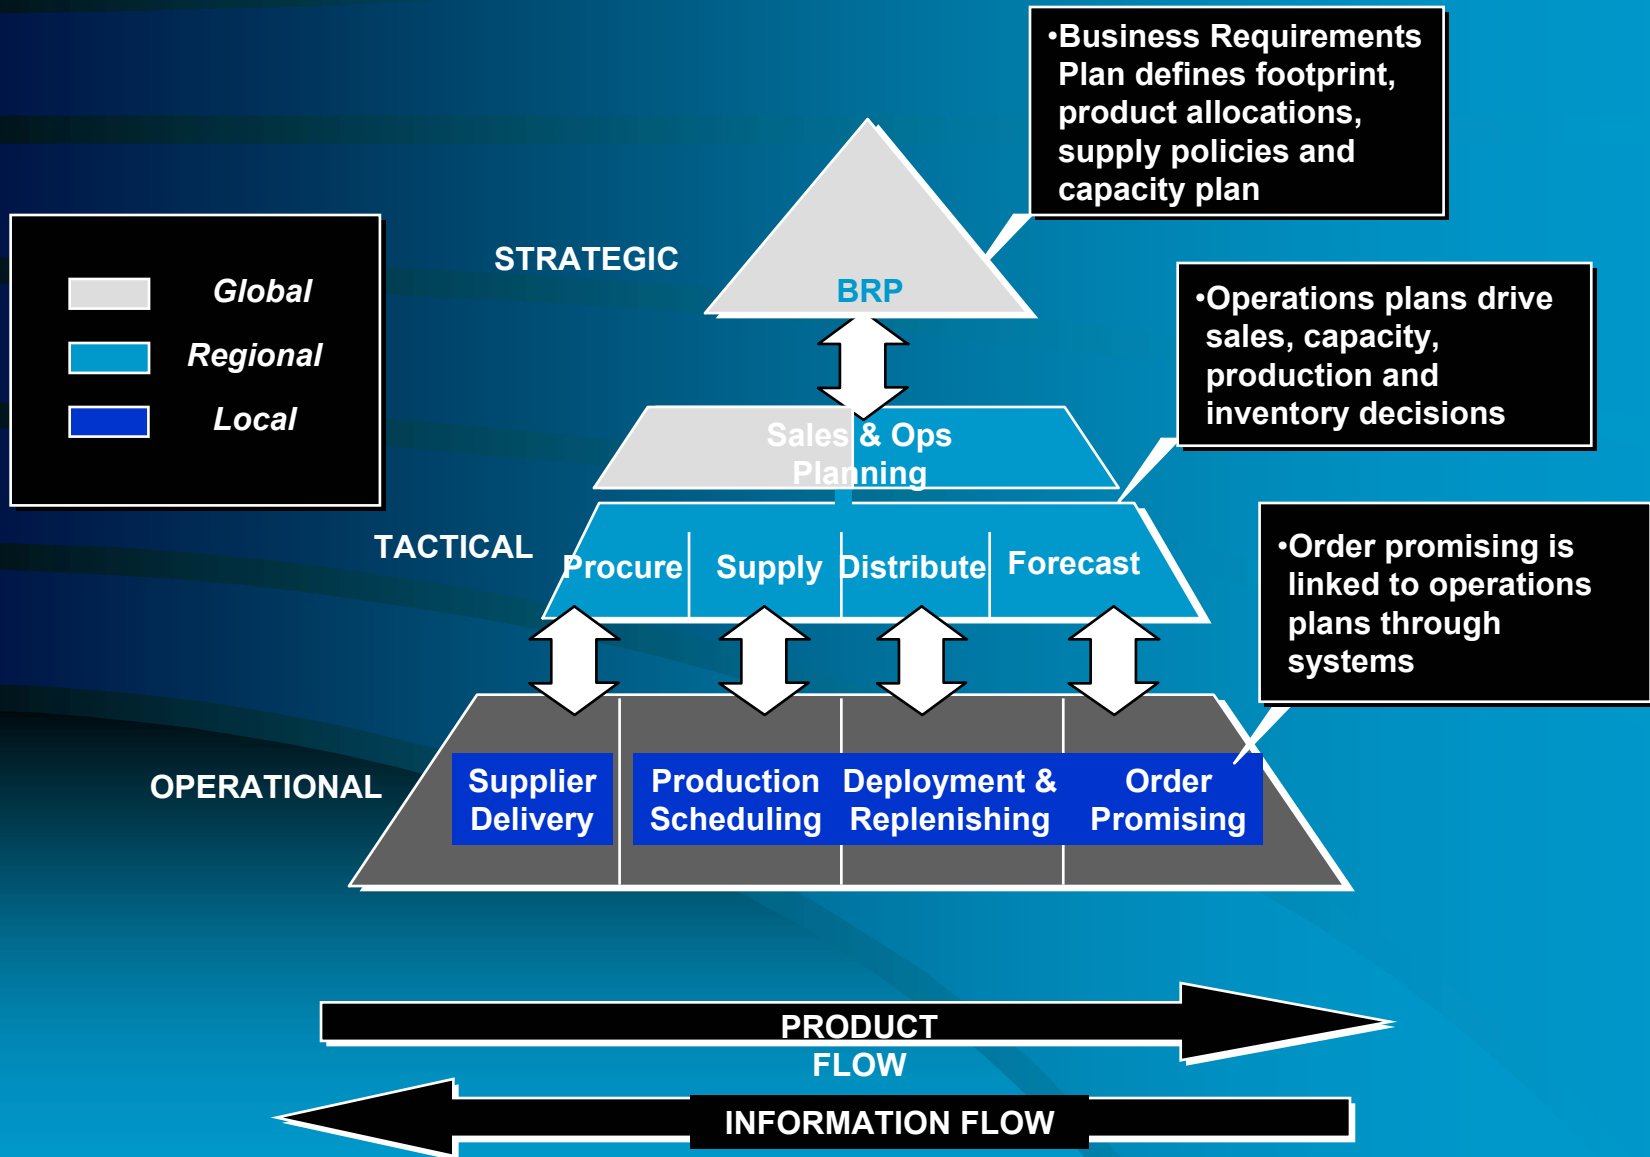 •Business Requirements
Plan defines footprint,
product allocations,
supply policies and
capacity plan
Global
Regional
Local
STRATEGIC
BRP
•Operations plans drive
sales, capacity,
production and
inventory decisions
Sales & Ops
Planning
TACTICAL
Procure
Supply
Distribute
Forecast
•Order promising is
linked to operations
plans through
systems
OPERATIONAL
Supplier
Delivery
Production
Scheduling
Deployment &
Replenishing
Order
Promising
PRODUCT
FLOW
INFORMATION FLOW